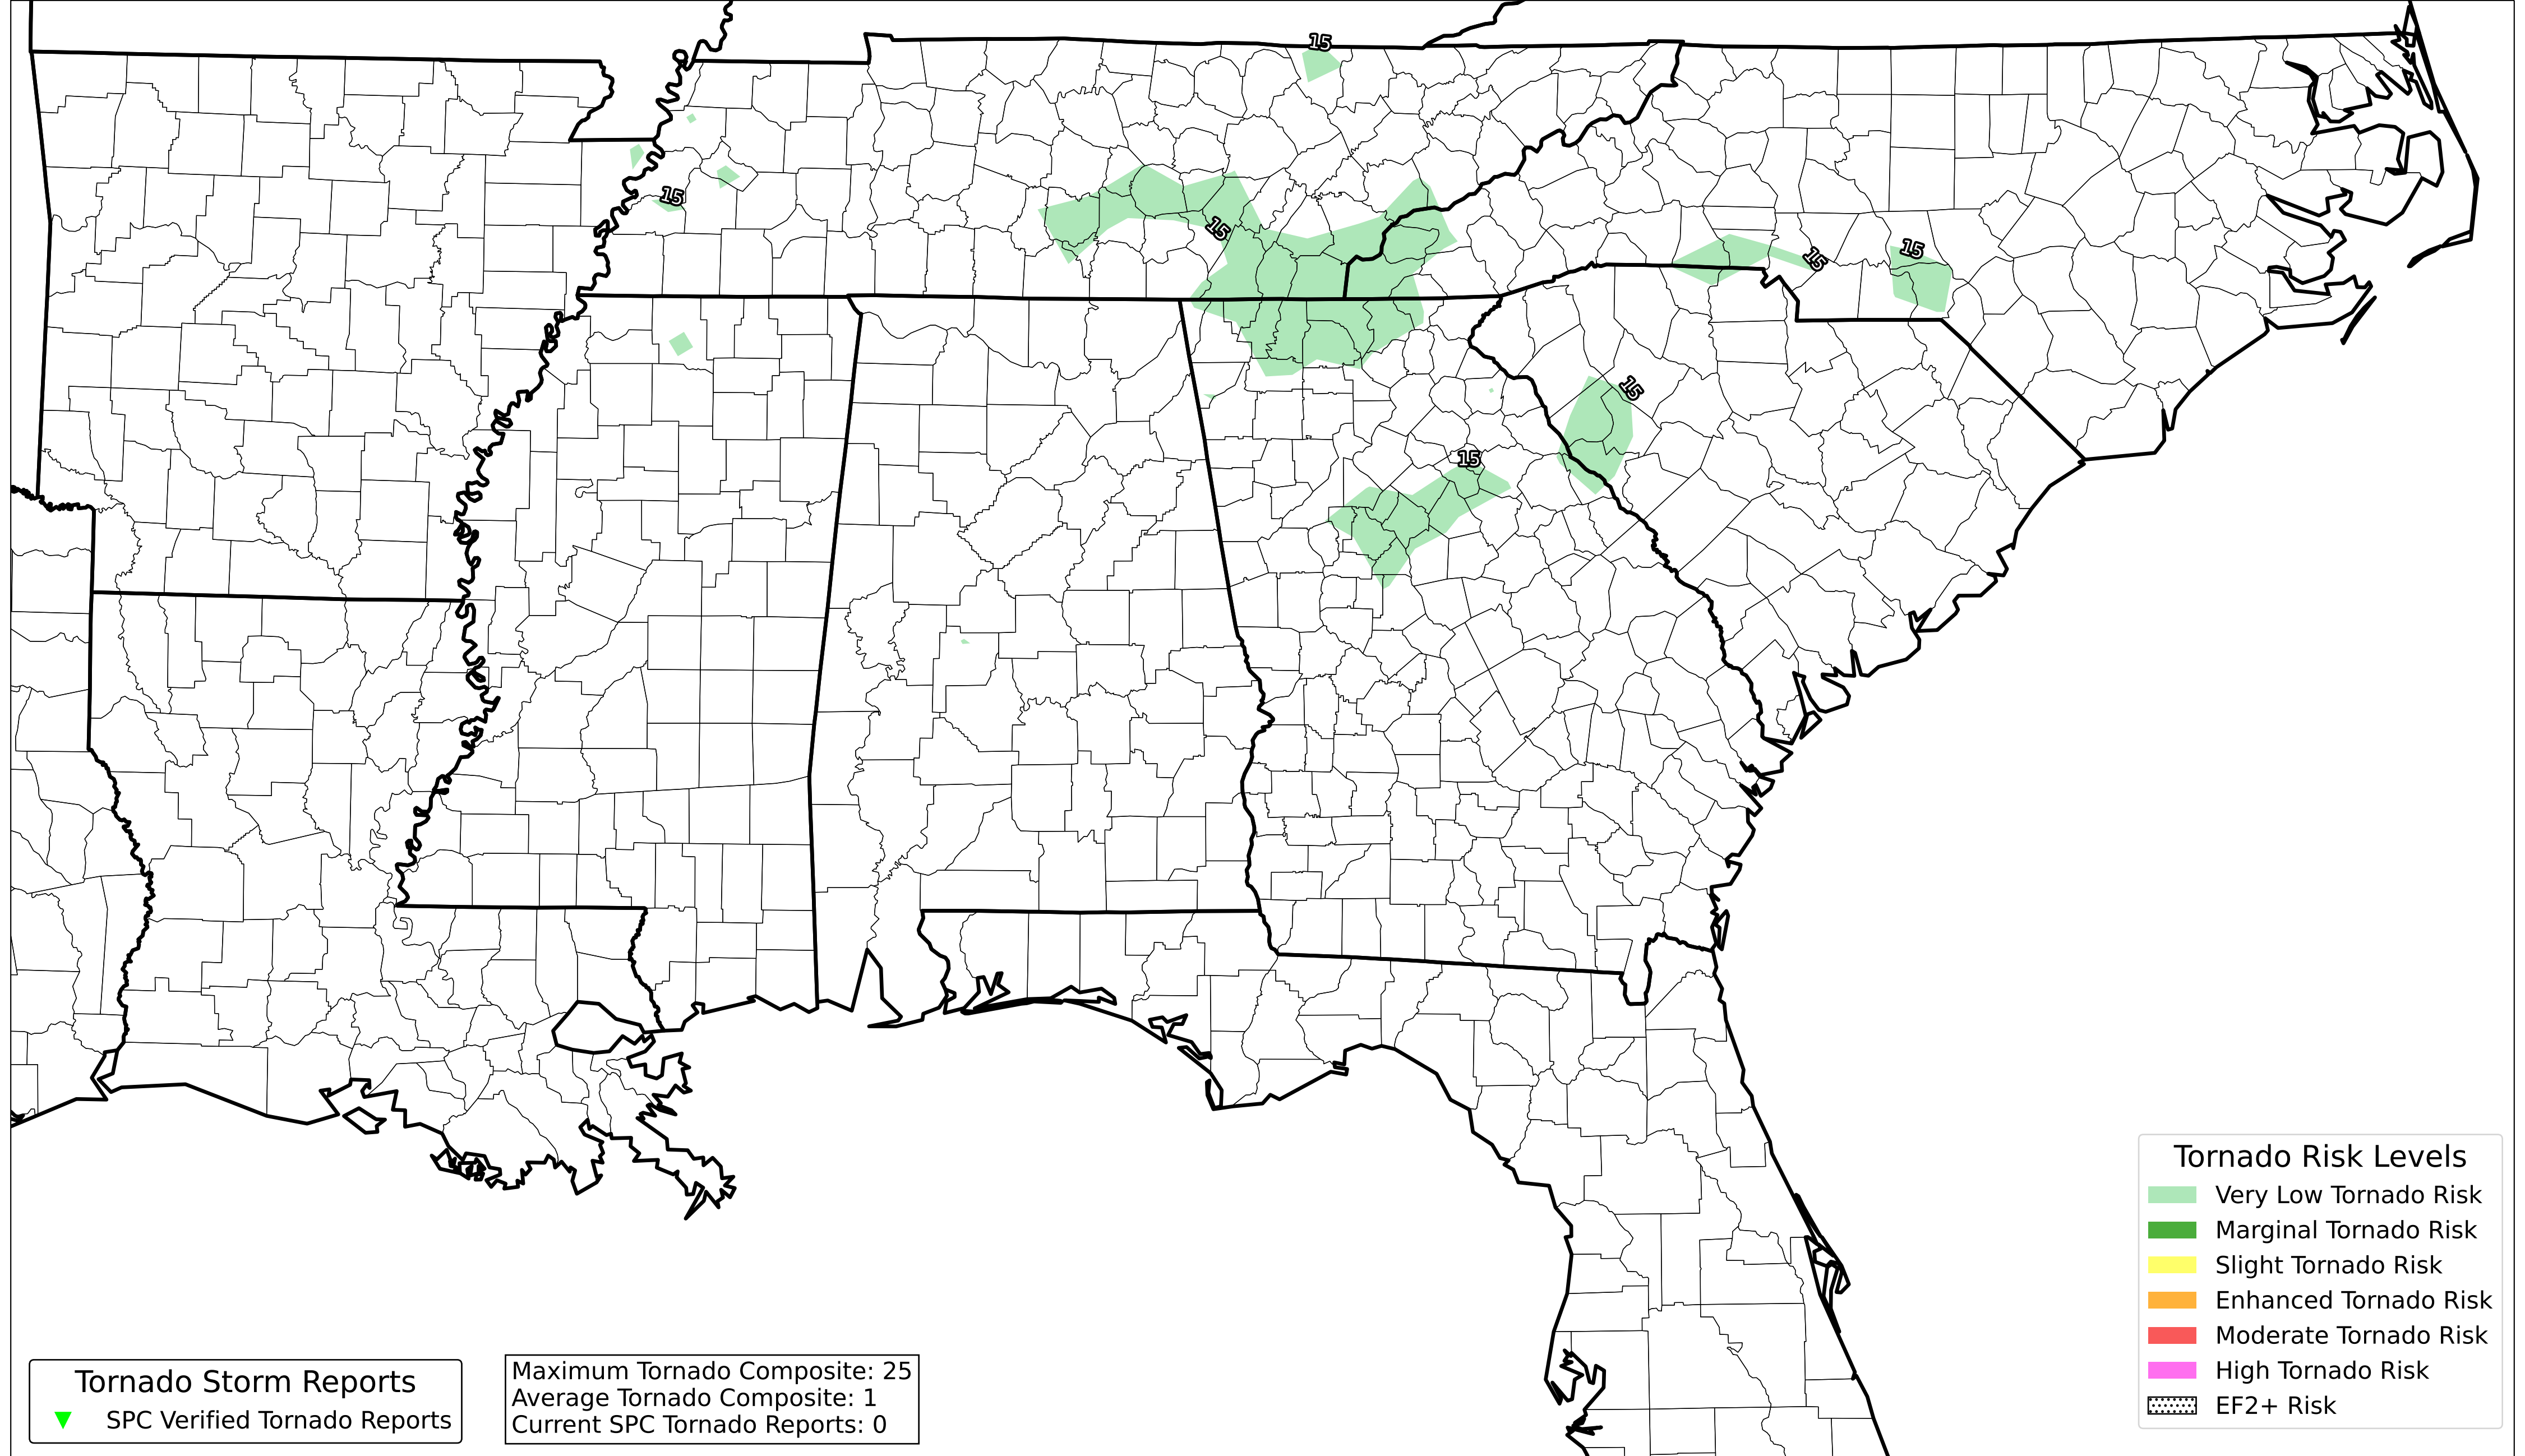 15
15
15
15
15
15
15
Tornado Storm Reports
SPC Verified Tornado Reports
Maximum Tornado Composite: 25
Average Tornado Composite: 1
Current SPC Tornado Reports: 0
Tornado Risk Levels
Very Low Tornado Risk
Marginal Tornado Risk
Slight Tornado Risk
Enhanced Tornado Risk
Moderate Tornado Risk
High Tornado Risk
EF2+ Risk